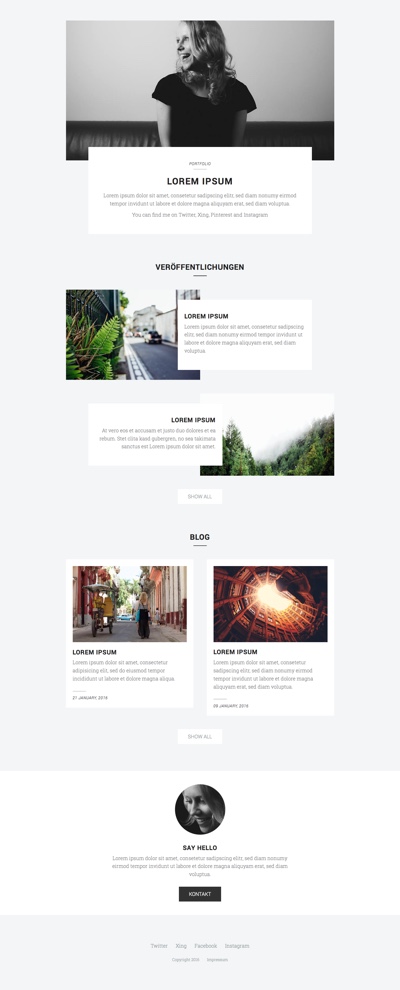 PORTFOLIO
LOREM IPSUM
Lorem ipsum dolor sit amet, consetetur sadipscing elitr, sed diam nonumy eirmod
tempor invidunt ut labore et dolore magna aliquyam erat, sed diam voluptua.
You can find me on Twitter, Xing, Pinterest and Instagram
VERÖFFENTLICHUNGEN
LOREM IPSUM
Lorem ipsum dolor sit amet, consetetur sadipscing
elitr, sed diam nonumy eirmod tempor invidunt ut
labore et dolore magna aliquyam erat, sed diam
voluptua.
LOREM IPSUM
At vero eos et accusam et justo duo dolores et ea
rebum. Stet clita kasd gubergren, no sea takimata
sanctus est Lorem ipsum dolor sit amet.
SHOW ALL
BLOG
LOREM IPSUM
Lorem ipsum dolor sit amet, consectetur
adipisicing elit, sed do eiusmod tempor
incididunt ut labore et dolore magna aliqua.
21 JANUARY, 2016
LOREM IPSUM
Lorem ipsum dolor sit amet, consetetur
sadipscing elitr, sed diam nonumy eirmod
tempor invidunt ut labore et dolore magna
aliquyam erat, sed diam voluptua.
09 JANUARY, 2016
SHOW ALL
SAY HELLO
Lorem ipsum dolor sit amet, consetetur sadipscing elitr, sed diam nonumy
eirmod tempor invidunt ut labore et dolore magna aliquyam erat, sed diam
voluptua.
KONTAKT
Twitter Xing Facebook Instagram
Copyright 2016 Impressum